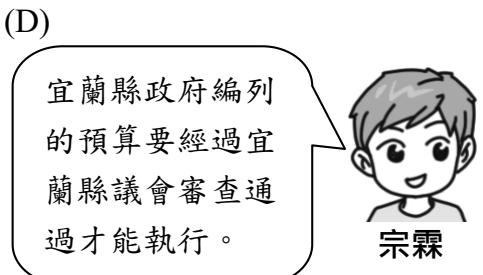 (D)
宜蘭縣政府編列
的預算要經過宜
蘭縣議會審查通
過才能執行。
宗霖